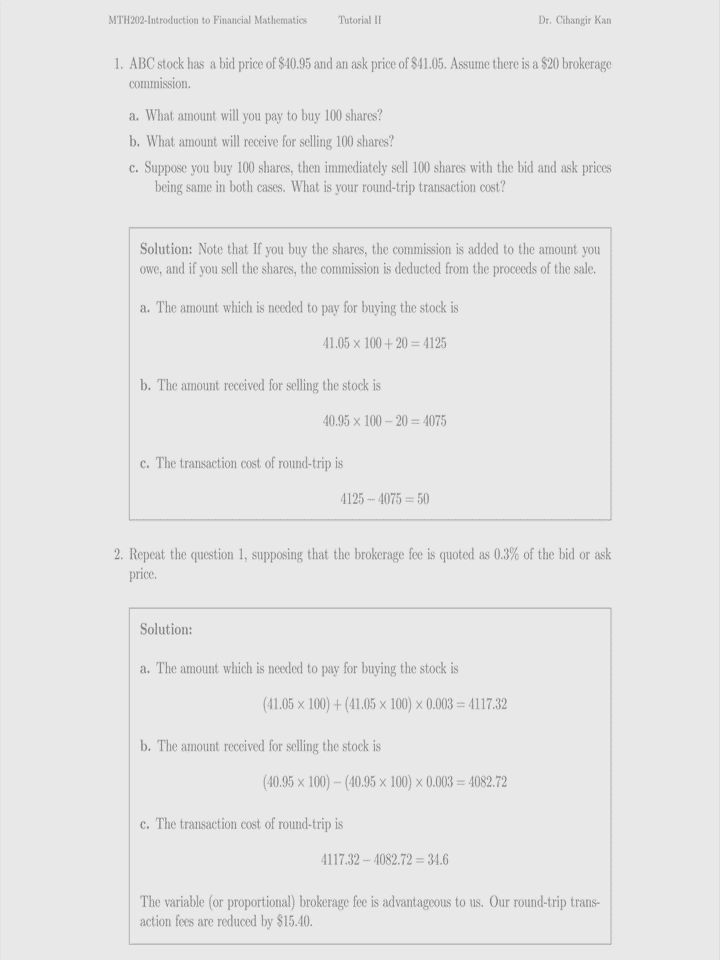 MTH202-Introduction to Financial Mathematics Tutorial II Dr. Cihangir Kan
1. ABC stock has a bid price of $40.95 and an ask price of $41.05. Assume there is a $20 brokerage
commission.
a. What amount will you pay to buy 100 shares?
b. What amount will receive for selling 100 shares?
c. Suppose you buy 100 shares, then immediately sell 100 shares with the bid and ask prices
being same in both cases. What is your round-trip transaction cost?
Solution: Note that If you buy the shares, the commission is added to the amount you
owe, and if you sell the shares, the commission is deducted from the proceeds of the sale.
a. The amount which is needed to pay for buying the stock is
41.05 × 100 + 20 = 4125
b. The amount received for selling the stock is
40.95 × 100 − 20 = 4075
c. The transaction cost of round-trip is
4125 − 4075 = 50
2. Repeat the question 1, supposing that the brokerage fee is quoted as 0.3% of the bid or ask
price.
Solution:
a. The amount which is needed to pay for buying the stock is
(41.05 × 100) + (41.05 × 100) × 0.003 = 4117.32
b. The amount received for selling the stock is
(40.95 × 100) − (40.95 × 100) × 0.003 = 4082.72
c. The transaction cost of round-trip is
4117.32 − 4082.72 = 34.6
The variable (or proportional) brokerage fee is advantageous to us. Our round-trip trans-
action fees are reduced by $15.40.